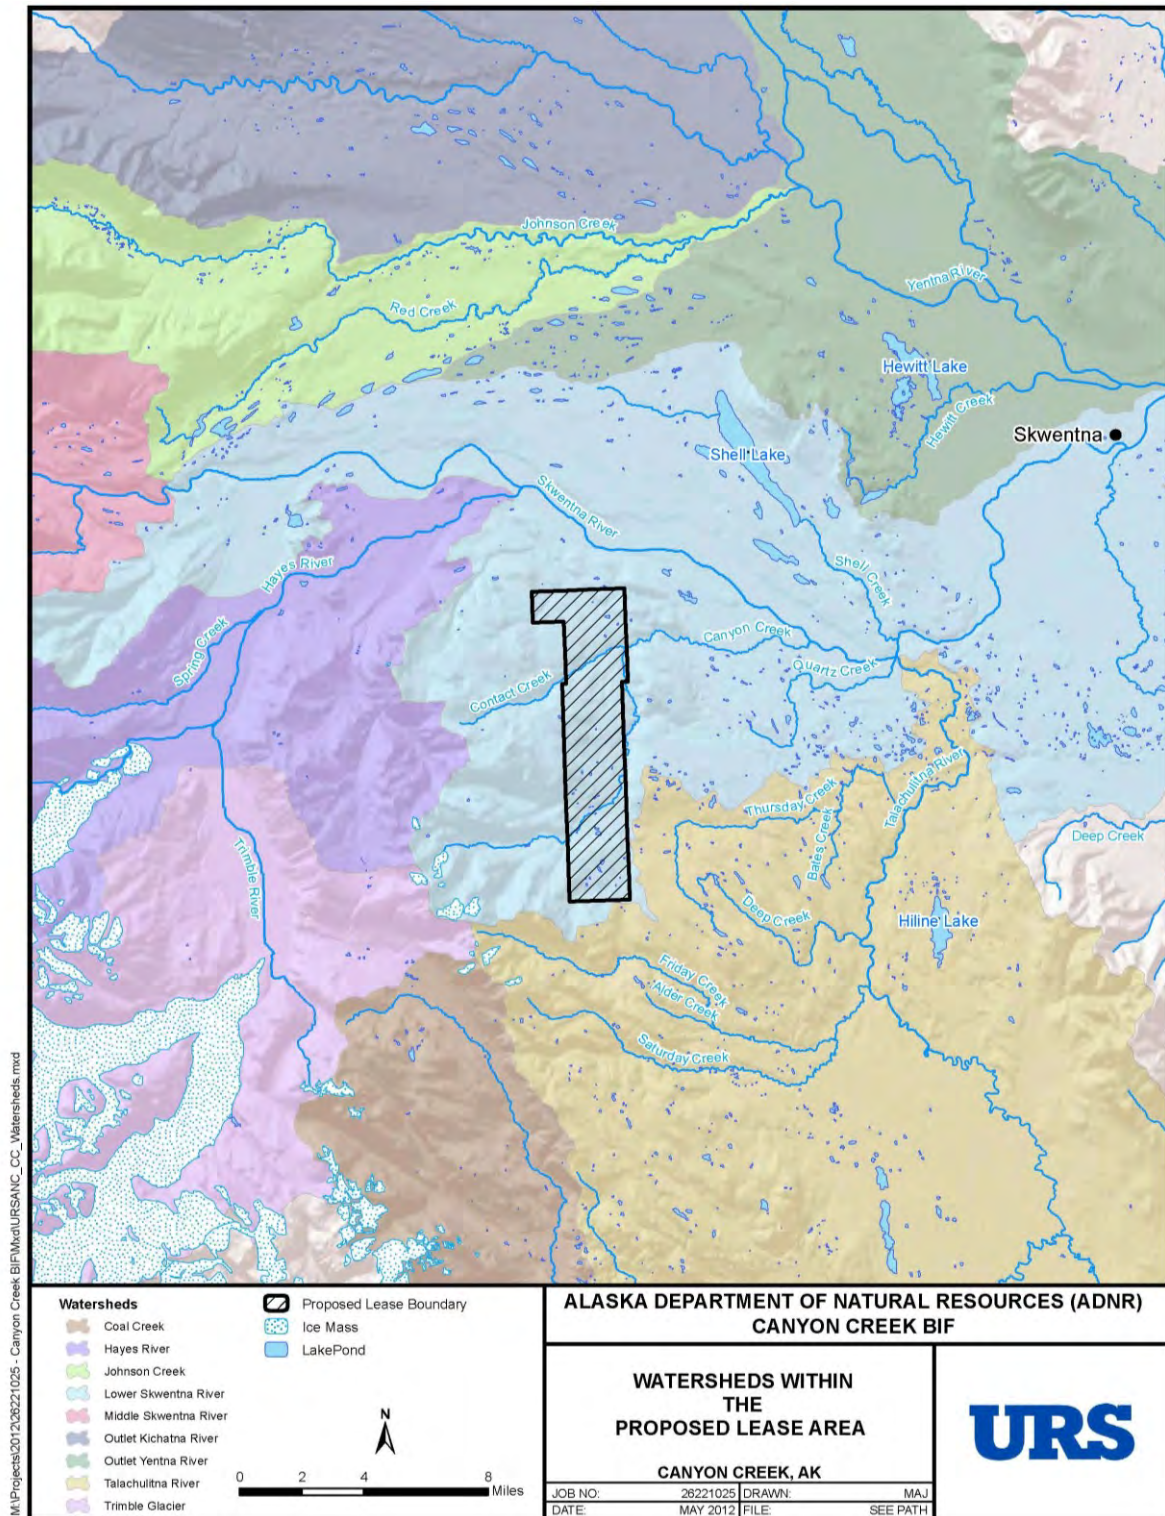 Johnson Creek
Yentna River
Red Creek
Hewitt Lake
Hewitt Creek
Skwentna
Shell Lake
Skwentna River
Hayes River
Shell Creek
Spring Creek
Canyon Creek
Quartz Creek
Contact Creek
Talachulitna River
Thursday Creek
Bates Creek
Deep Creek
Trimble River
Deep Creek
Hiline Lake
Friday Creek
Alder Creek
Saturday Creek
M:\Projects\2012\26221025 - Canyon Creek BIF\Mxd\URSANC_CC_Watersheds.mxd
Watersheds
Coal Creek
Hayes River
Johnson Creek
Lower Skwentna River
Middle Skwentna River
Outlet Kichatna River
Outlet Yentna River
Talachulitna River
Trimble Glacier
Proposed Lease Boundary
Ice Mass
LakePond
N
0 2 4 8
Miles
ALASKA DEPARTMENT OF NATURAL RESOURCES (ADNR)
CANYON CREEK BIF
WATERSHEDS WITHIN
THE
PROPOSED LEASE AREA
CANYON CREEK, AK
JOB NO: 26221025 DRAWN: MAJ
DATE: MAY 2012 FILE: SEE PATH
URS